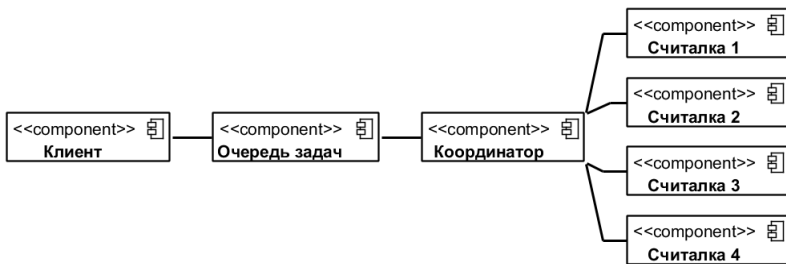 <<component>>
Клиент
<<component>>
Очередь задач
<<component>>
Координатор
<<component>>
Считалка 1
<<component>>
Считалка 2
<<component>>
Считалка 3
<<component>>
Считалка 4